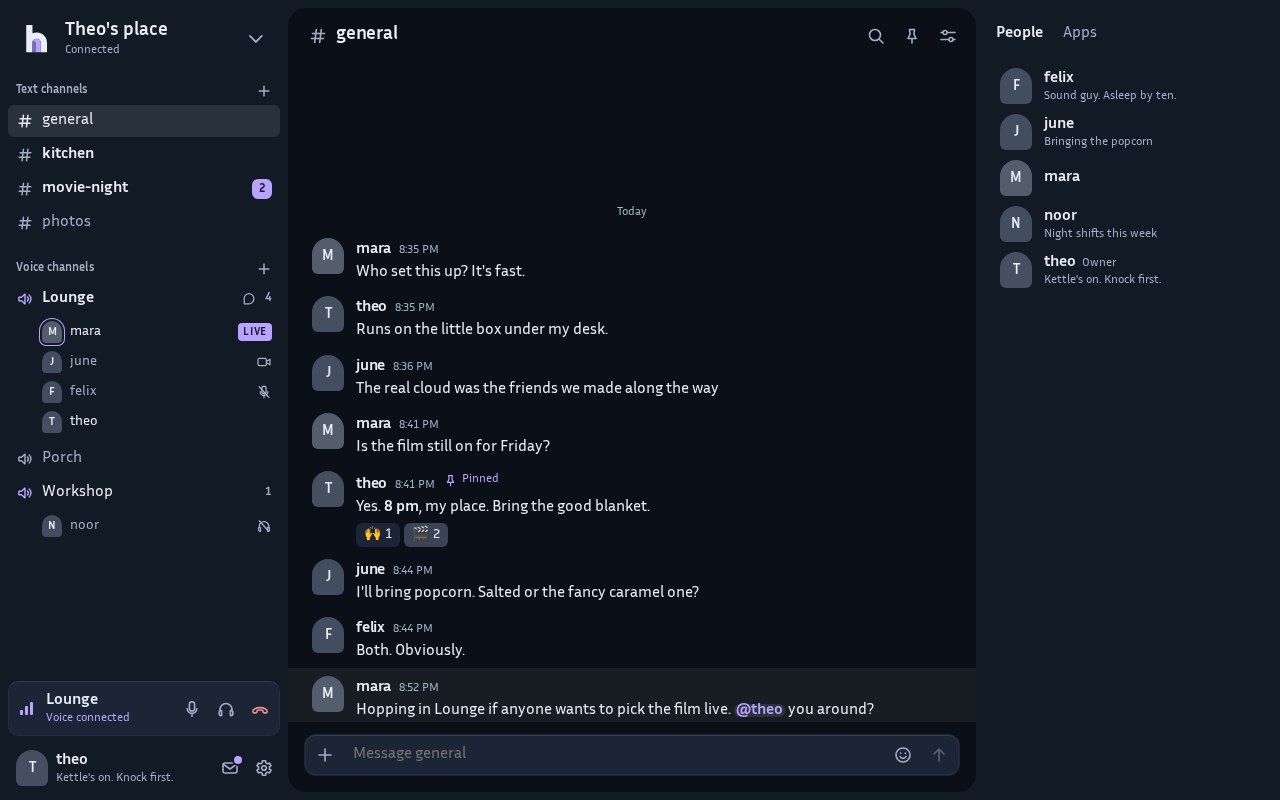 Theo's place
Connected
Text channels
general
kitchen
movie-night 2
photos
Voice channels
Lounge 4
M mara LIVE
J june
F felix
T theo
Porch
Workshop 1
N noor
Lounge
Voice connected
T theo
Kettle's on. Knock first.
# general
Today
M mara 8:35 PM
Who set this up? It's fast.
T theo 8:35 PM
Runs on the little box under my desk.
J june 8:36 PM
The real cloud was the friends we made along the way
M mara 8:41 PM
Is the film still on for Friday?
T theo 8:41 PM Pinned
Yes. 8 pm, my place. Bring the good blanket.
🙌 1 🎬 2
J june 8:44 PM
I'll bring popcorn. Salted or the fancy caramel one?
F felix 8:44 PM
Both. Obviously.
M mara 8:52 PM
Hopping in Lounge if anyone wants to pick the film live. @theo you around?
Message general
People Apps
F felix
Sound guy. Asleep by ten.
J june
Bringing the popcorn
M mara
N noor
Night shifts this week
T theo Owner
Kettle's on. Knock first.